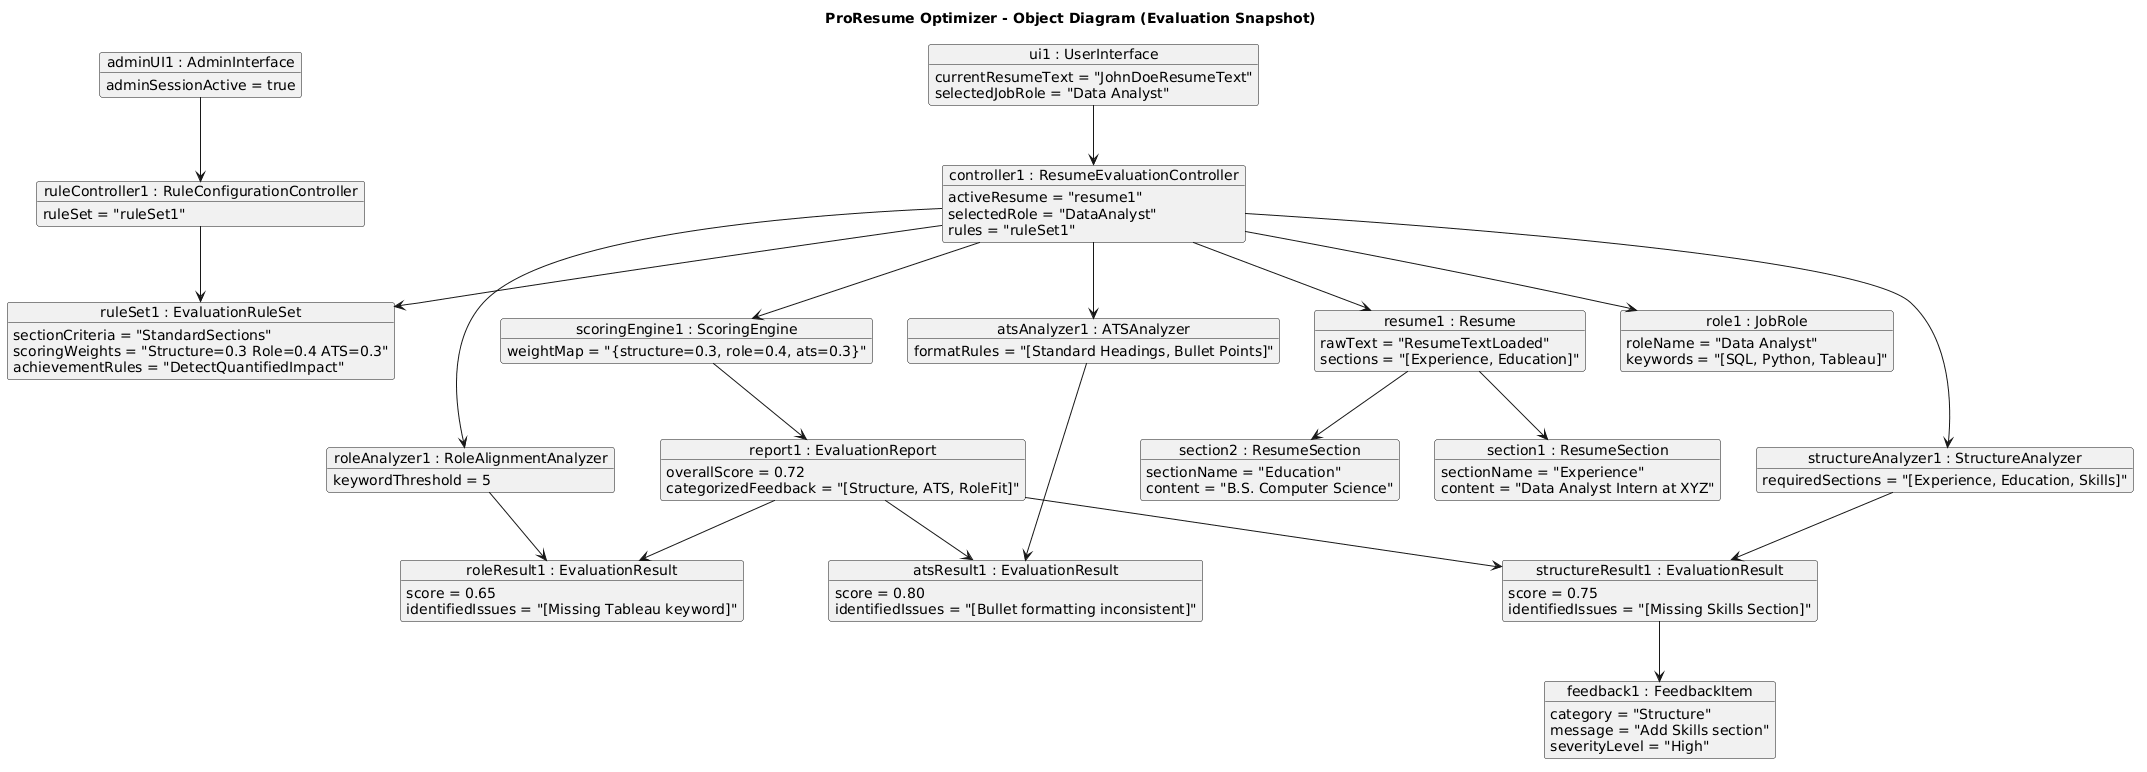 ProResume Optimizer - Object Diagram (Evaluation Snapshot)
adminUI1 : AdminInterface
adminSessionActive = true
ui1 : UserInterface
currentResumeText = "JohnDoeResumeText"
selectedJobRole = "Data Analyst"
ruleController1 : RuleConfigurationController
ruleSet = "ruleSet1"
controller1 : ResumeEvaluationController
activeResume = "resume1"
selectedRole = "DataAnalyst"
rules = "ruleSet1"
ruleSet1 : EvaluationRuleSet
sectionCriteria = "StandardSections"
scoringWeights = "Structure=0.3 Role=0.4 ATS=0.3"
achievementRules = "DetectQuantifiedImpact"
scoringEngine1 : ScoringEngine
weightMap = "{structure=0.3, role=0.4, ats=0.3}"
atsAnalyzer1 : ATSAnalyzer
formatRules = "[Standard Headings, Bullet Points]"
resume1 : Resume
rawText = "ResumeTextLoaded"
sections = "[Experience, Education]"
role1 : JobRole
roleName = "Data Analyst"
keywords = "[SQL, Python, Tableau]"
roleAnalyzer1 : RoleAlignmentAnalyzer
keywordThreshold = 5
report1 : EvaluationReport
overallScore = 0.72
categorizedFeedback = "[Structure, ATS, RoleFit]"
section2 : ResumeSection
sectionName = "Education"
content = "B.S. Computer Science"
section1 : ResumeSection
sectionName = "Experience"
content = "Data Analyst Intern at XYZ"
structureAnalyzer1 : StructureAnalyzer
requiredSections = "[Experience, Education, Skills]"
roleResult1 : EvaluationResult
score = 0.65
identifiedIssues = "[Missing Tableau keyword]"
atsResult1 : EvaluationResult
score = 0.80
identifiedIssues = "[Bullet formatting inconsistent]"
structureResult1 : EvaluationResult
score = 0.75
identifiedIssues = "[Missing Skills Section]"
feedback1 : FeedbackItem
category = "Structure"
message = "Add Skills section"
severityLevel = "High"